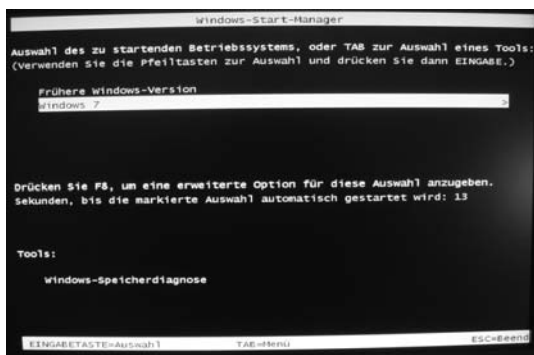 Windows-Start-Manager
Auswahl des zu startenden Betriebssystems, oder TAB zur Auswahl eines Tools:
(Verwenden Sie die Pfeiltasten zur Auswahl und drücken Sie dann EINGABE.)
Frühere Windows-Version
Windows 7 >
Drücken Sie F8, um eine erweiterte Option für diese Auswahl anzugeben.
Sekunden, bis die markierte Auswahl automatisch gestartet wird: 13
Tools:
Windows-Speicherdiagnose
EINGABETASTE=Auswahl TAB=Menü ESC=Beend